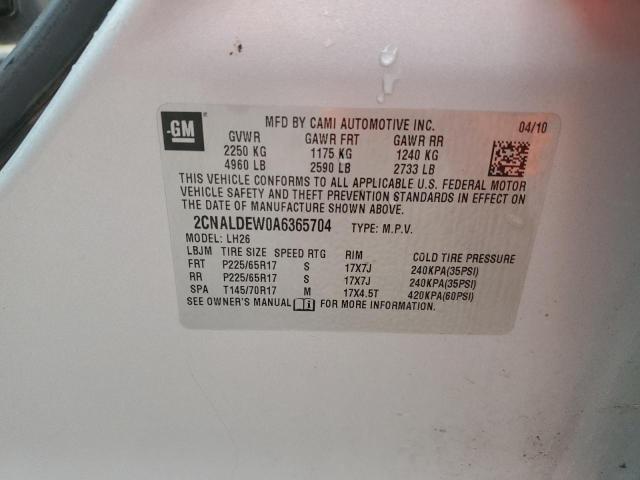 GM
MFD BY CAMI AUTOMOTIVE INC. 04/10
GVWR GAWR FRT GAWR RR
2250 KG 1175 KG 1240 KG
4960 LB 2590 LB 2733 LB
THIS VEHICLE CONFORMS TO ALL APPLICABLE U.S. FEDERAL MOTOR
VEHICLE SAFETY, BUMPER, AND THEFT PREVENTION STANDARDS IN EFFECT ON
THE DATE OF MANUFACTURE SHOWN ABOVE.
2CNALDEW0A6365704 TYPE: M.P.V.
MODEL: LH26
LBJM TIRE SIZE SPEED RTG RIM COLD TIRE PRESSURE
FRT P225/65R17 S 17X7J 240KPA(35PSI)
RR P225/65R17 S 17X7J 240KPA(35PSI)
SPA T145/70R17 M 17X4.5T 420KPA(60PSI)
SEE OWNER'S MANUAL FOR MORE INFORMATION.